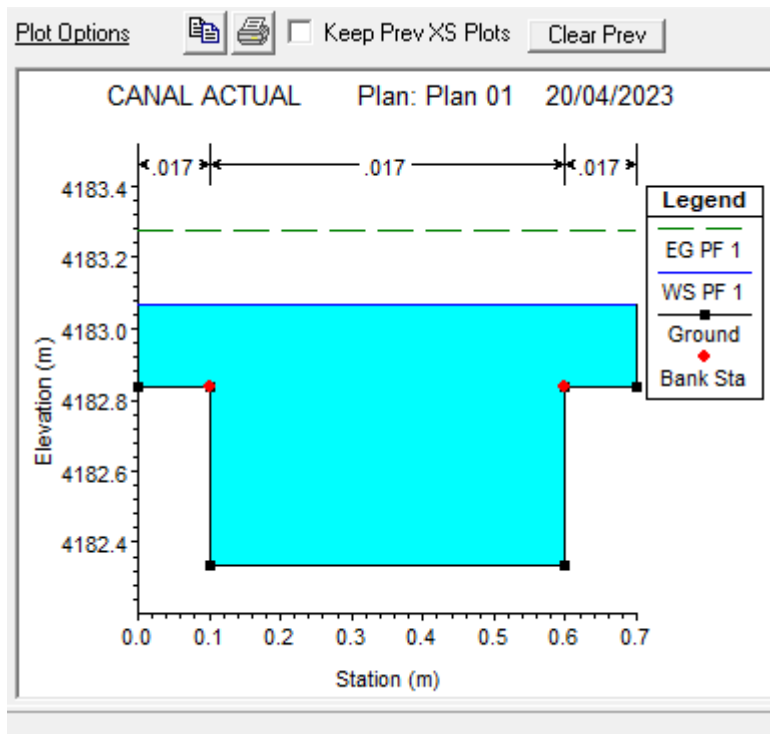 Plot Options Keep Prev XS Plots Clear Prev
CANAL ACTUAL Plan: Plan 01 20/04/2023
.017 .017 .017
4183.4
4183.2
4183.0
4182.8
4182.6
4182.4
Elevation (m)
0.0 0.1 0.2 0.3 0.4 0.5 0.6 0.7
Station (m)
Legend
EG PF 1
WS PF 1
Ground
Bank Sta